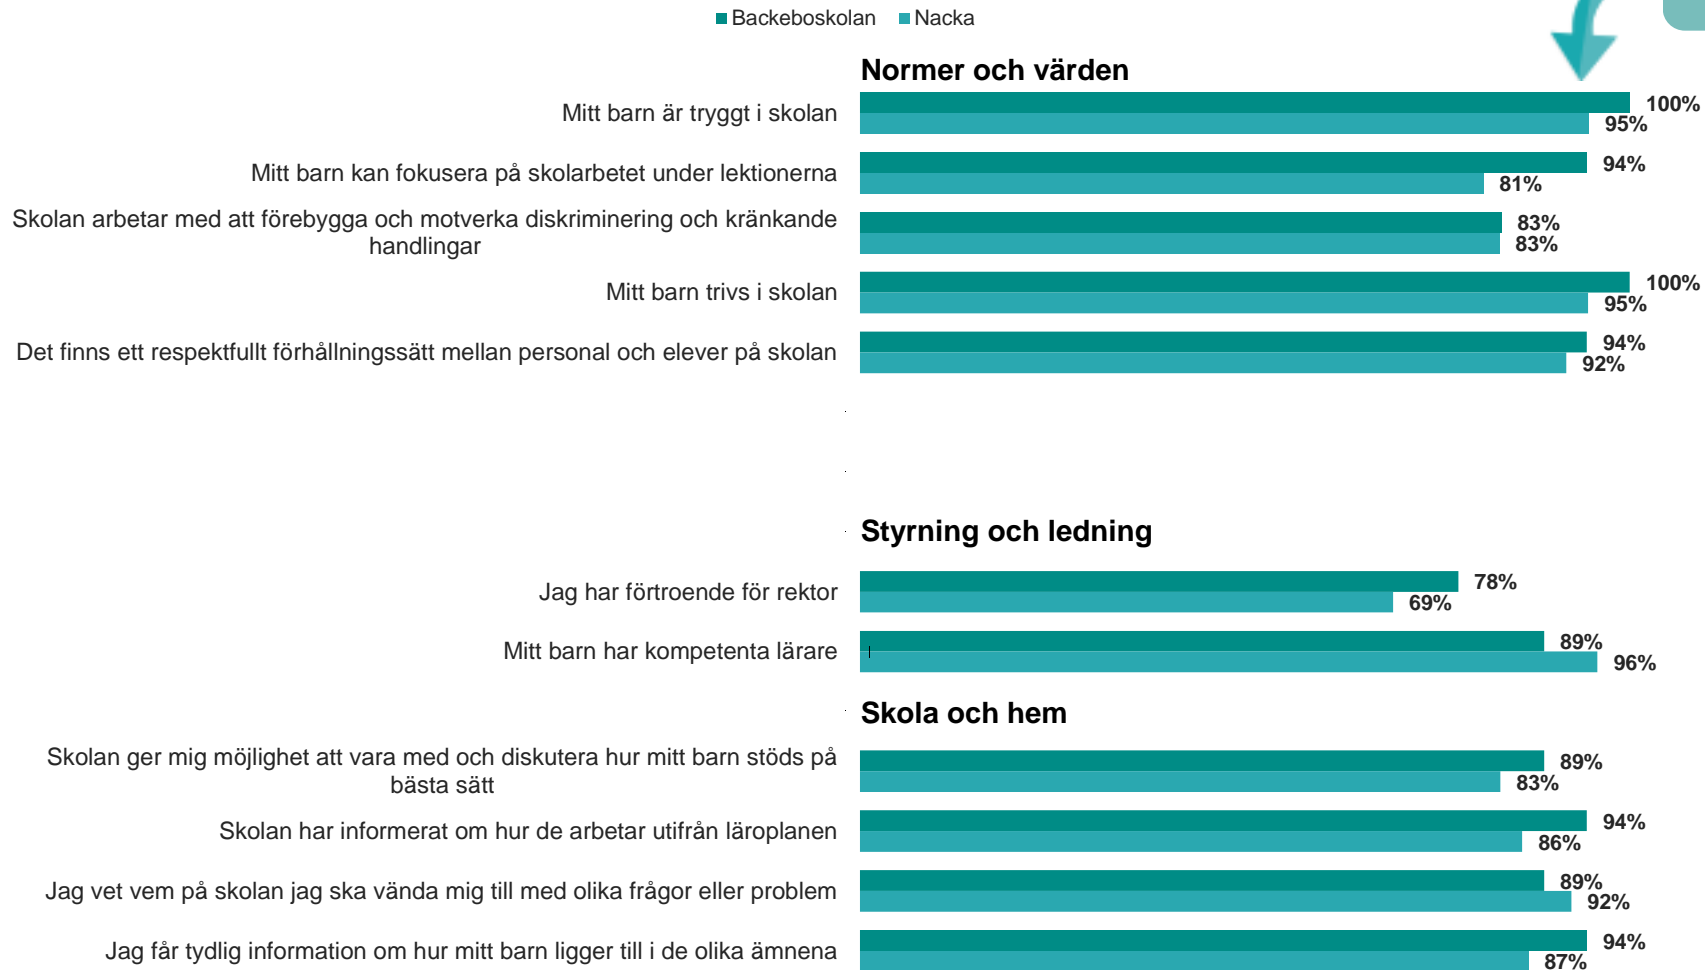 Backeboskolan Nacka
Normer och värden
Mitt barn är tryggt i skolan
100%
95%
Mitt barn kan fokusera på skolarbetet under lektionerna
94%
81%
Skolan arbetar med att förebygga och motverka diskriminering och kränkande
handlingar
83%
83%
Mitt barn trivs i skolan
100%
95%
Det finns ett respektfullt förhållningssätt mellan personal och elever på skolan
94%
92%
Styrning och ledning
Jag har förtroende för rektor
78%
69%
Mitt barn har kompetenta lärare
89%
96%
Skola och hem
Skolan ger mig möjlighet att vara med och diskutera hur mitt barn stöds på
bästa sätt
89%
83%
Skolan har informerat om hur de arbetar utifrån läroplanen
94%
86%
Jag vet vem på skolan jag ska vända mig till med olika frågor eller problem
89%
92%
Jag får tydlig information om hur mitt barn ligger till i de olika ämnena
94%
87%